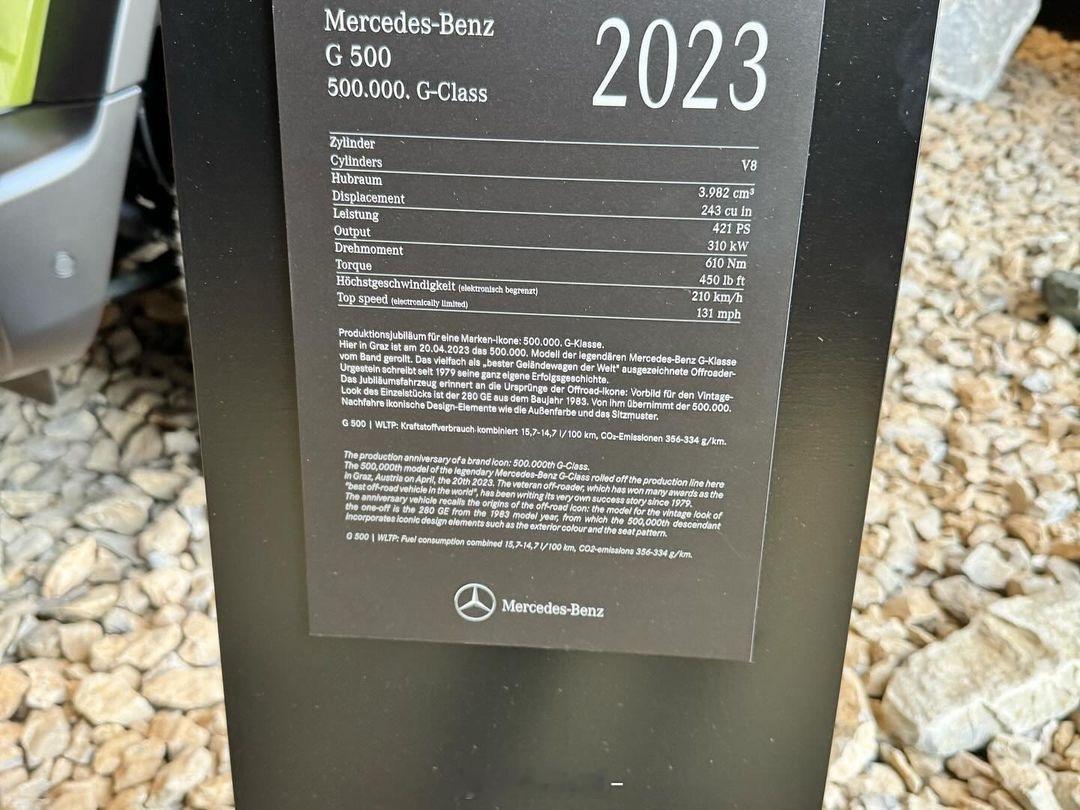 Mercedes-Benz
G 500
500.000. G-Class
2023
Zylinder
Cylinders V8
Hubraum 3.982 cm³
Displacement 243 cu in
Leistung 421 PS
Output 310 kW
Drehmoment 610 Nm
Torque 450 lb ft
Höchstgeschwindigkeit (elektronisch begrenzt) 210 km/h
Top speed (electronically limited) 131 mph
Produktionsjubiläum für eine Marken-Ikone: 500.000. G-Klasse.
Hier in Graz ist am 20.04.2023 das 500.000. Modell der legendären Mercedes-Benz G-Klasse
vom Band gerollt. Das vielfach als „bester Geländewagen der Welt" ausgezeichnete Offroader-
Urgestein schreibt seit 1979 seine ganz eigene Erfolgsgeschichte.
Das Jubiläumsfahrzeug erinnert an die Ursprünge der Offroad-Ikone: Vorbild für den Vintage-
Look des Einzelstücks ist der 280 GE aus dem Baujahr 1983. Von ihm übernimmt der 500.000.
Nachfahre ikonische Design-Elemente wie die Außenfarbe und das Sitzmuster.
G 500 | WLTP: Kraftstoffverbrauch kombiniert 15,7-14,7 l/100 km, CO₂-Emissionen 356-334 g/km.
The production anniversary of a brand icon: 500.000th G-Class.
The 500,000th model of the legendary Mercedes-Benz G-Class rolled off the production line here
in Graz, Austria on April, the 20th 2023. The veteran off-roader, which has won many awards as the
"best off-road vehicle in the world", has been writing its very own success story since 1979.
The anniversary vehicle recalls the origins of the off-road icon: the model for the vintage look of
the one-off is the 280 GE from the 1983 model year, from which the 500,000th descendant
incorporates iconic design elements such as the exterior colour and the seat pattern.
G 500 | WLTP: Fuel consumption combined 15,7-14,7 l/100 km, CO2-emissions 356-334 g/km.
Mercedes-Benz